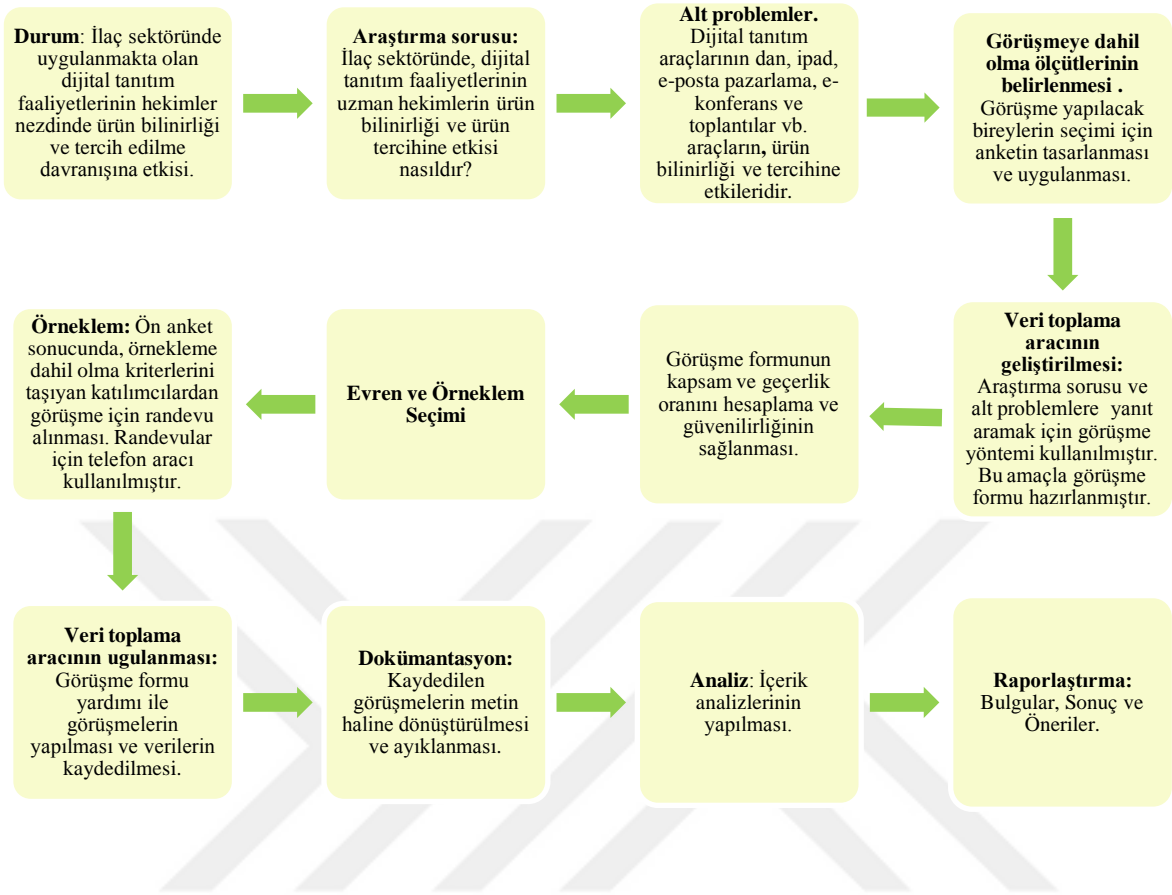 Durum: İlaç sektöründe
uygulanmakta olan
dijital tanıtım
faaliyetlerinin hekimler
nezdinde ürün bilinirliği
ve tercih edilme
davranışına etkisi.
Araştırma sorusu:
İlaç sektöründe, dijital
tanıtım faaliyetlerinin
uzman hekimlerin ürün
bilinirliği ve ürün
tercihine etkisi
nasıldır?
Alt problemler.
Dijital tanıtım
araçlarının dan, ipad,
e-posta pazarlama, e-
konferans ve
toplantılar vb.
araçların, ürün
bilinirliği ve tercihine
etkileridir.
Görüşmeye dahil
olma ölçütlerinin
belirlenmesi .
Görüşme yapılacak
bireylerin seçimi için
anketin tasarlanması
ve uygulanması.
Veri toplama
aracının
geliştirilmesi:
Araştırma sorusu ve
alt problemlere yanıt
aramak için görüşme
yöntemi kullanılmıştır.
Bu amaçla görüşme
formu hazırlanmıştır.
Görüşme formunun
kapsam ve geçerlik
oranını hesaplama ve
güvenilirliğinin
sağlanması.
Evren ve Örneklem
Seçimi
Örneklem: Ön anket
sonucunda, örnekleme
dahil olma kriterlerini
taşıyan katılımcılardan
görüşme için randevu
alınması. Randevular
için telefon aracı
kullanılmıştır.
Veri toplama
aracının ugulanması:
Görüşme formu
yardımı ile
görüşmelerin
yapılması ve verilerin
kaydedilmesi.
Dokümantasyon:
Kaydedilen
görüşmelerin metin
haline dönüştürülmesi
ve ayıklanması.
Analiz: İçerik
analizlerinin
yapılması.
Raporlaştırma:
Bulgular, Sonuç ve
Öneriler.